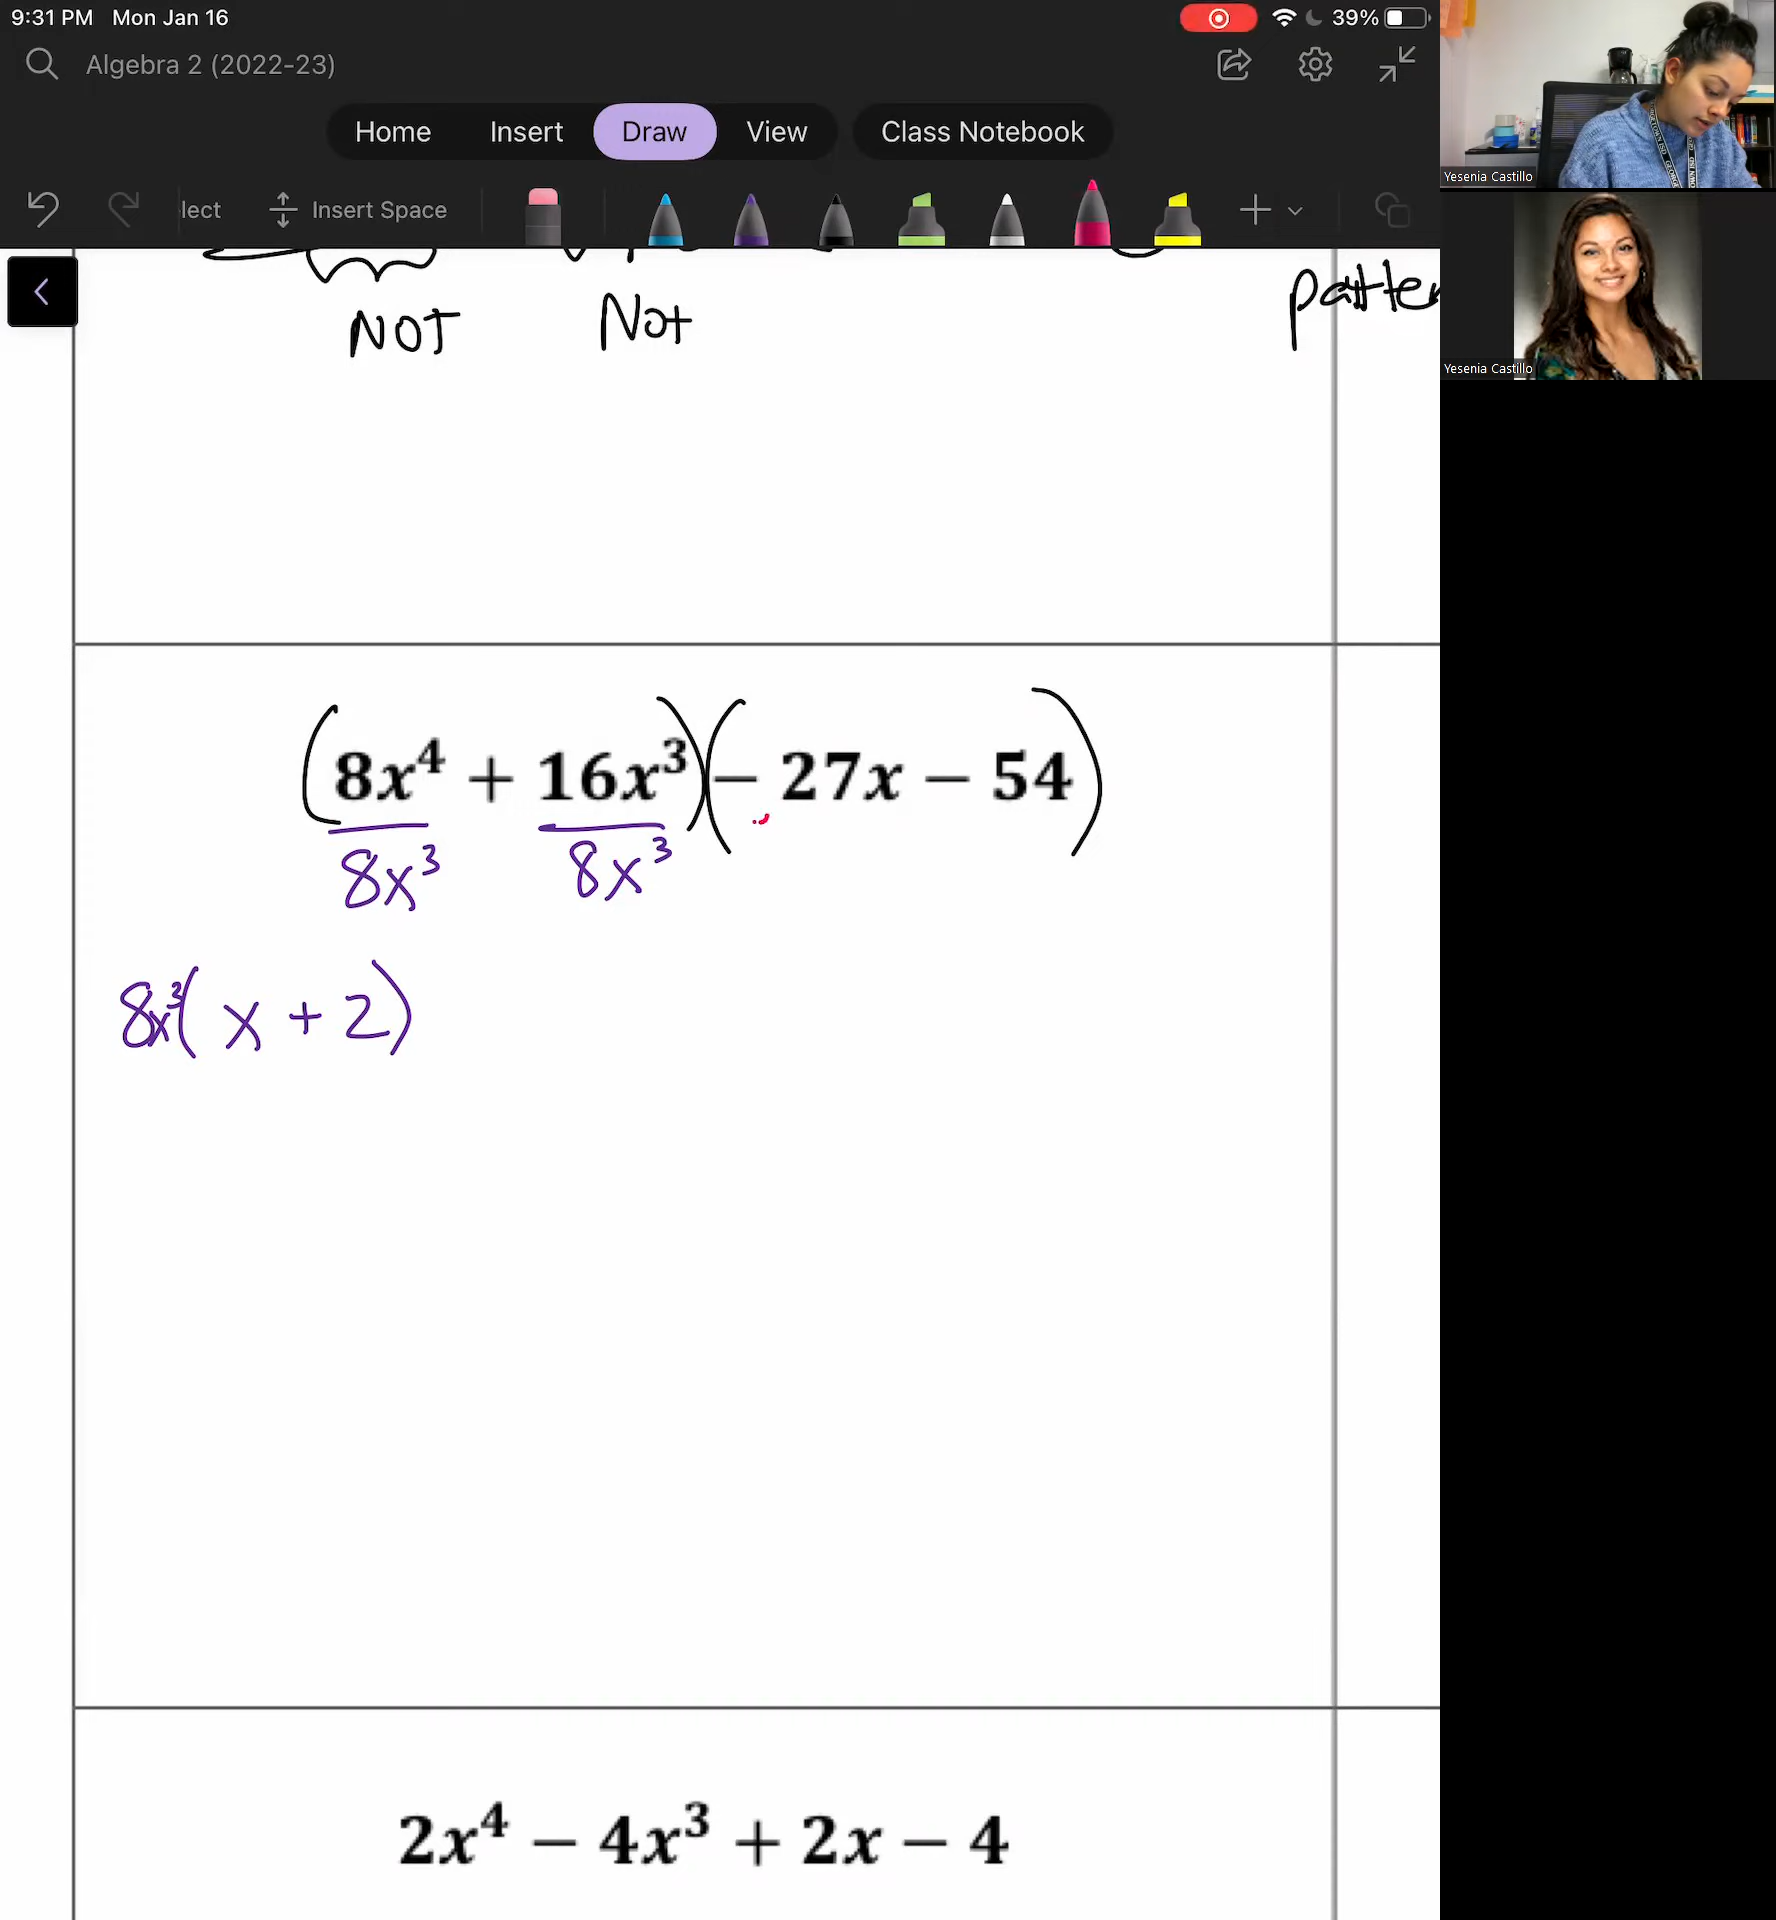 9:31 PM Mon Jan 16 39%
Algebra 2 (2022-23)
Home Insert Draw View Class Notebook
lect Insert Space
Yesenia Castillo
Yesenia Castillo
NOT Not patter
(8x⁴ + 16x³)(− 27x − 54)
8x³ 8x³
8x³(x + 2)
2x⁴ − 4x³ + 2x − 4